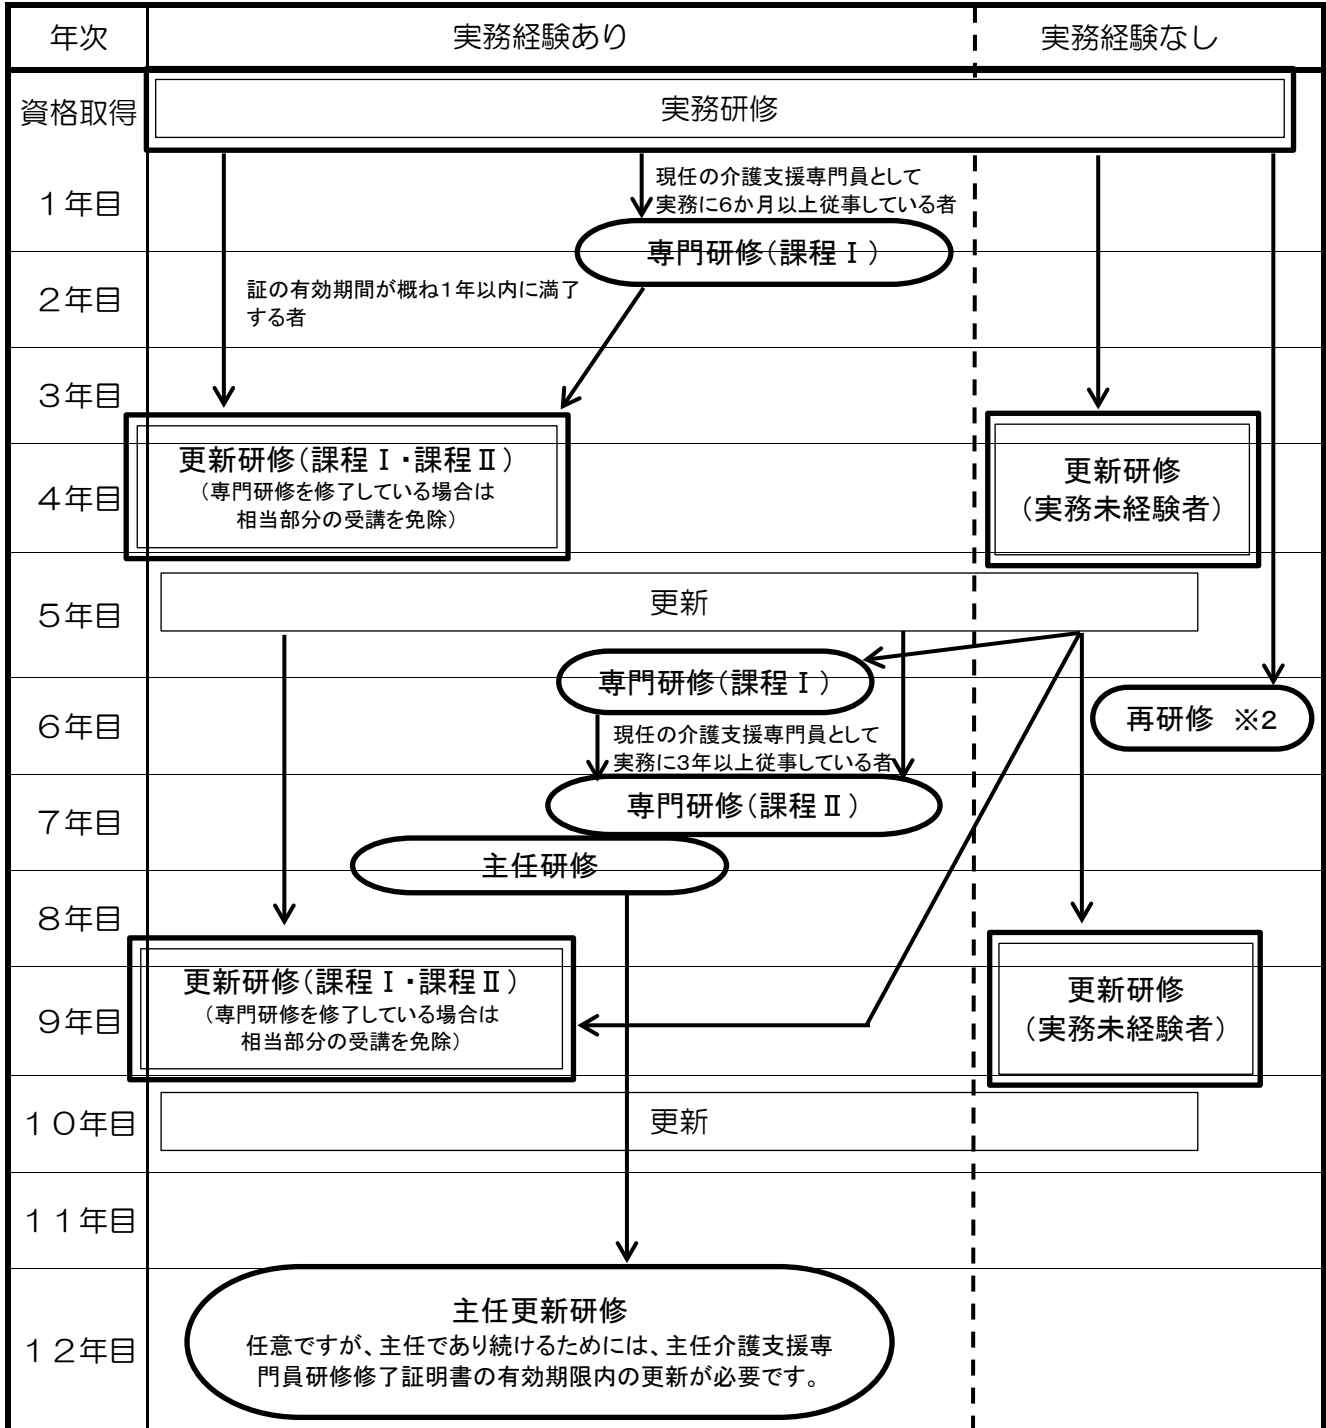 年次
実務経験あり
実務経験なし
資格取得
実務研修
１年目
現任の介護支援専門員として
実務に６か月以上従事している者
専門研修（課程Ⅰ）
２年目
証の有効期間が概ね１年以内に満了
する者
３年目
４年目
更新研修（課程Ⅰ・課程Ⅱ）
（専門研修を修了している場合は
相当部分の受講を免除）
更新研修
（実務未経験者）
５年目
更新
専門研修（課程Ⅰ）
６年目
現任の介護支援専門員として
実務に３年以上従事している者
再研修　※２
７年目
専門研修（課程Ⅱ）
主任研修
８年目
９年目
更新研修（課程Ⅰ・課程Ⅱ）
（専門研修を修了している場合は
相当部分の受講を免除）
更新研修
（実務未経験者）
１０年目
更新
１１年目
１２年目
主任更新研修
任意ですが、主任であり続けるためには、主任介護支援専
門員研修修了証明書の有効期限内の更新が必要です。